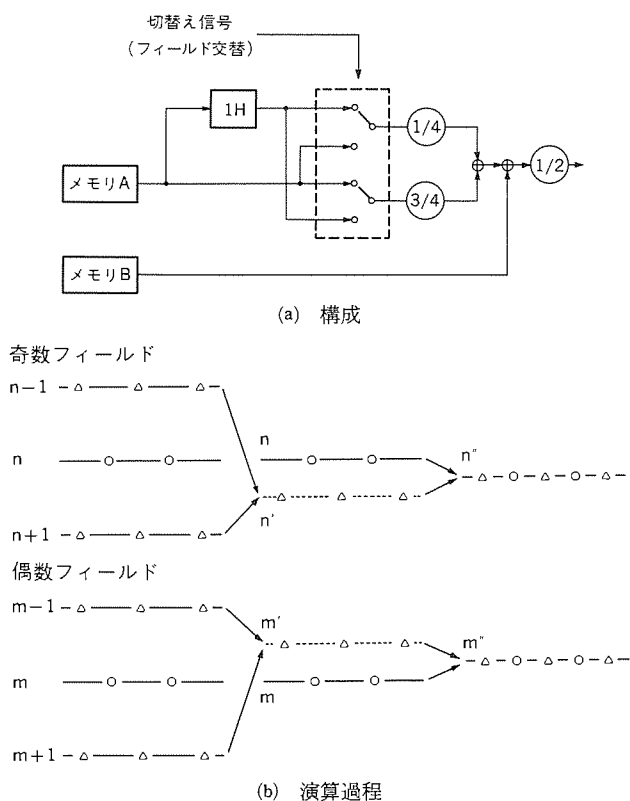 切替え信号
(フィールド交替)
1H
1/4
メモリA
3/4
1/2
メモリB
(a) 構成
奇数フィールド
n−1
n
n
n″
n′
n+1
偶数フィールド
m−1
m′
m″
m
m
m+1
(b) 演算過程